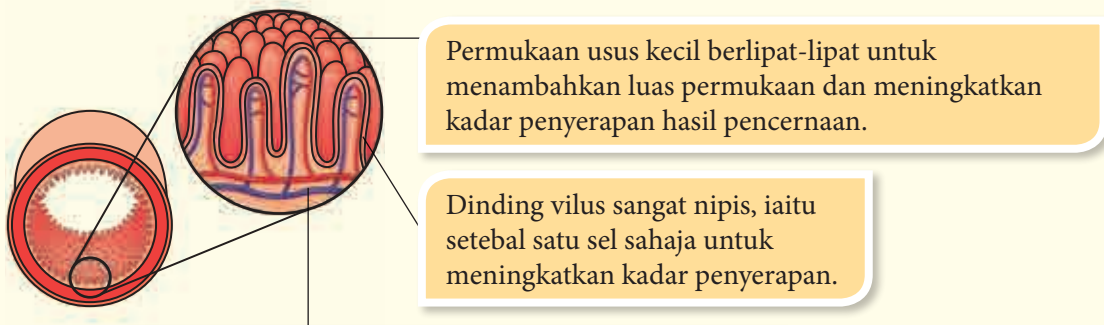 Permukaan usus kecil berlipat-lipat untuk
menambahkan luas permukaan dan meningkatkan
kadar penyerapan hasil pencernaan.
Dinding vilus sangat nipis, iaitu
setebal satu sel sahaja untuk
meningkatkan kadar penyerapan.